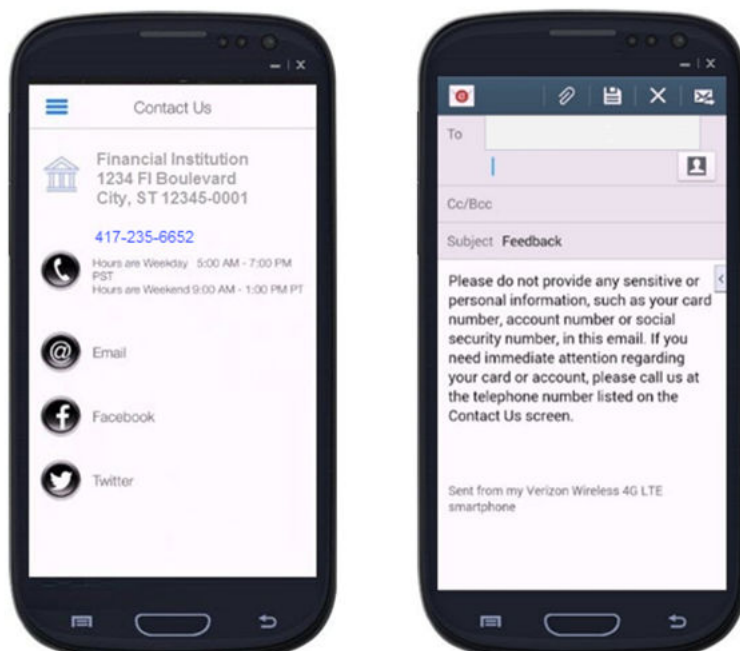 Contact Us
Financial Institution
1234 FI Boulevard
City, ST 12345-0001
417-235-6652
Hours are Weekday 5:00 AM - 7:00 PM
PST
Hours are Weekend 9:00 AM - 1:00 PM PT
Email
Facebook
Twitter
To
Cc/Bcc
Subject Feedback
Please do not provide any sensitive or
personal information, such as your card
number, account number or social
security number, in this email. If you
need immediate attention regarding
your card or account, please call us at
the telephone number listed on the
Contact Us screen.
Sent from my Verizon Wireless 4G LTE
smartphone